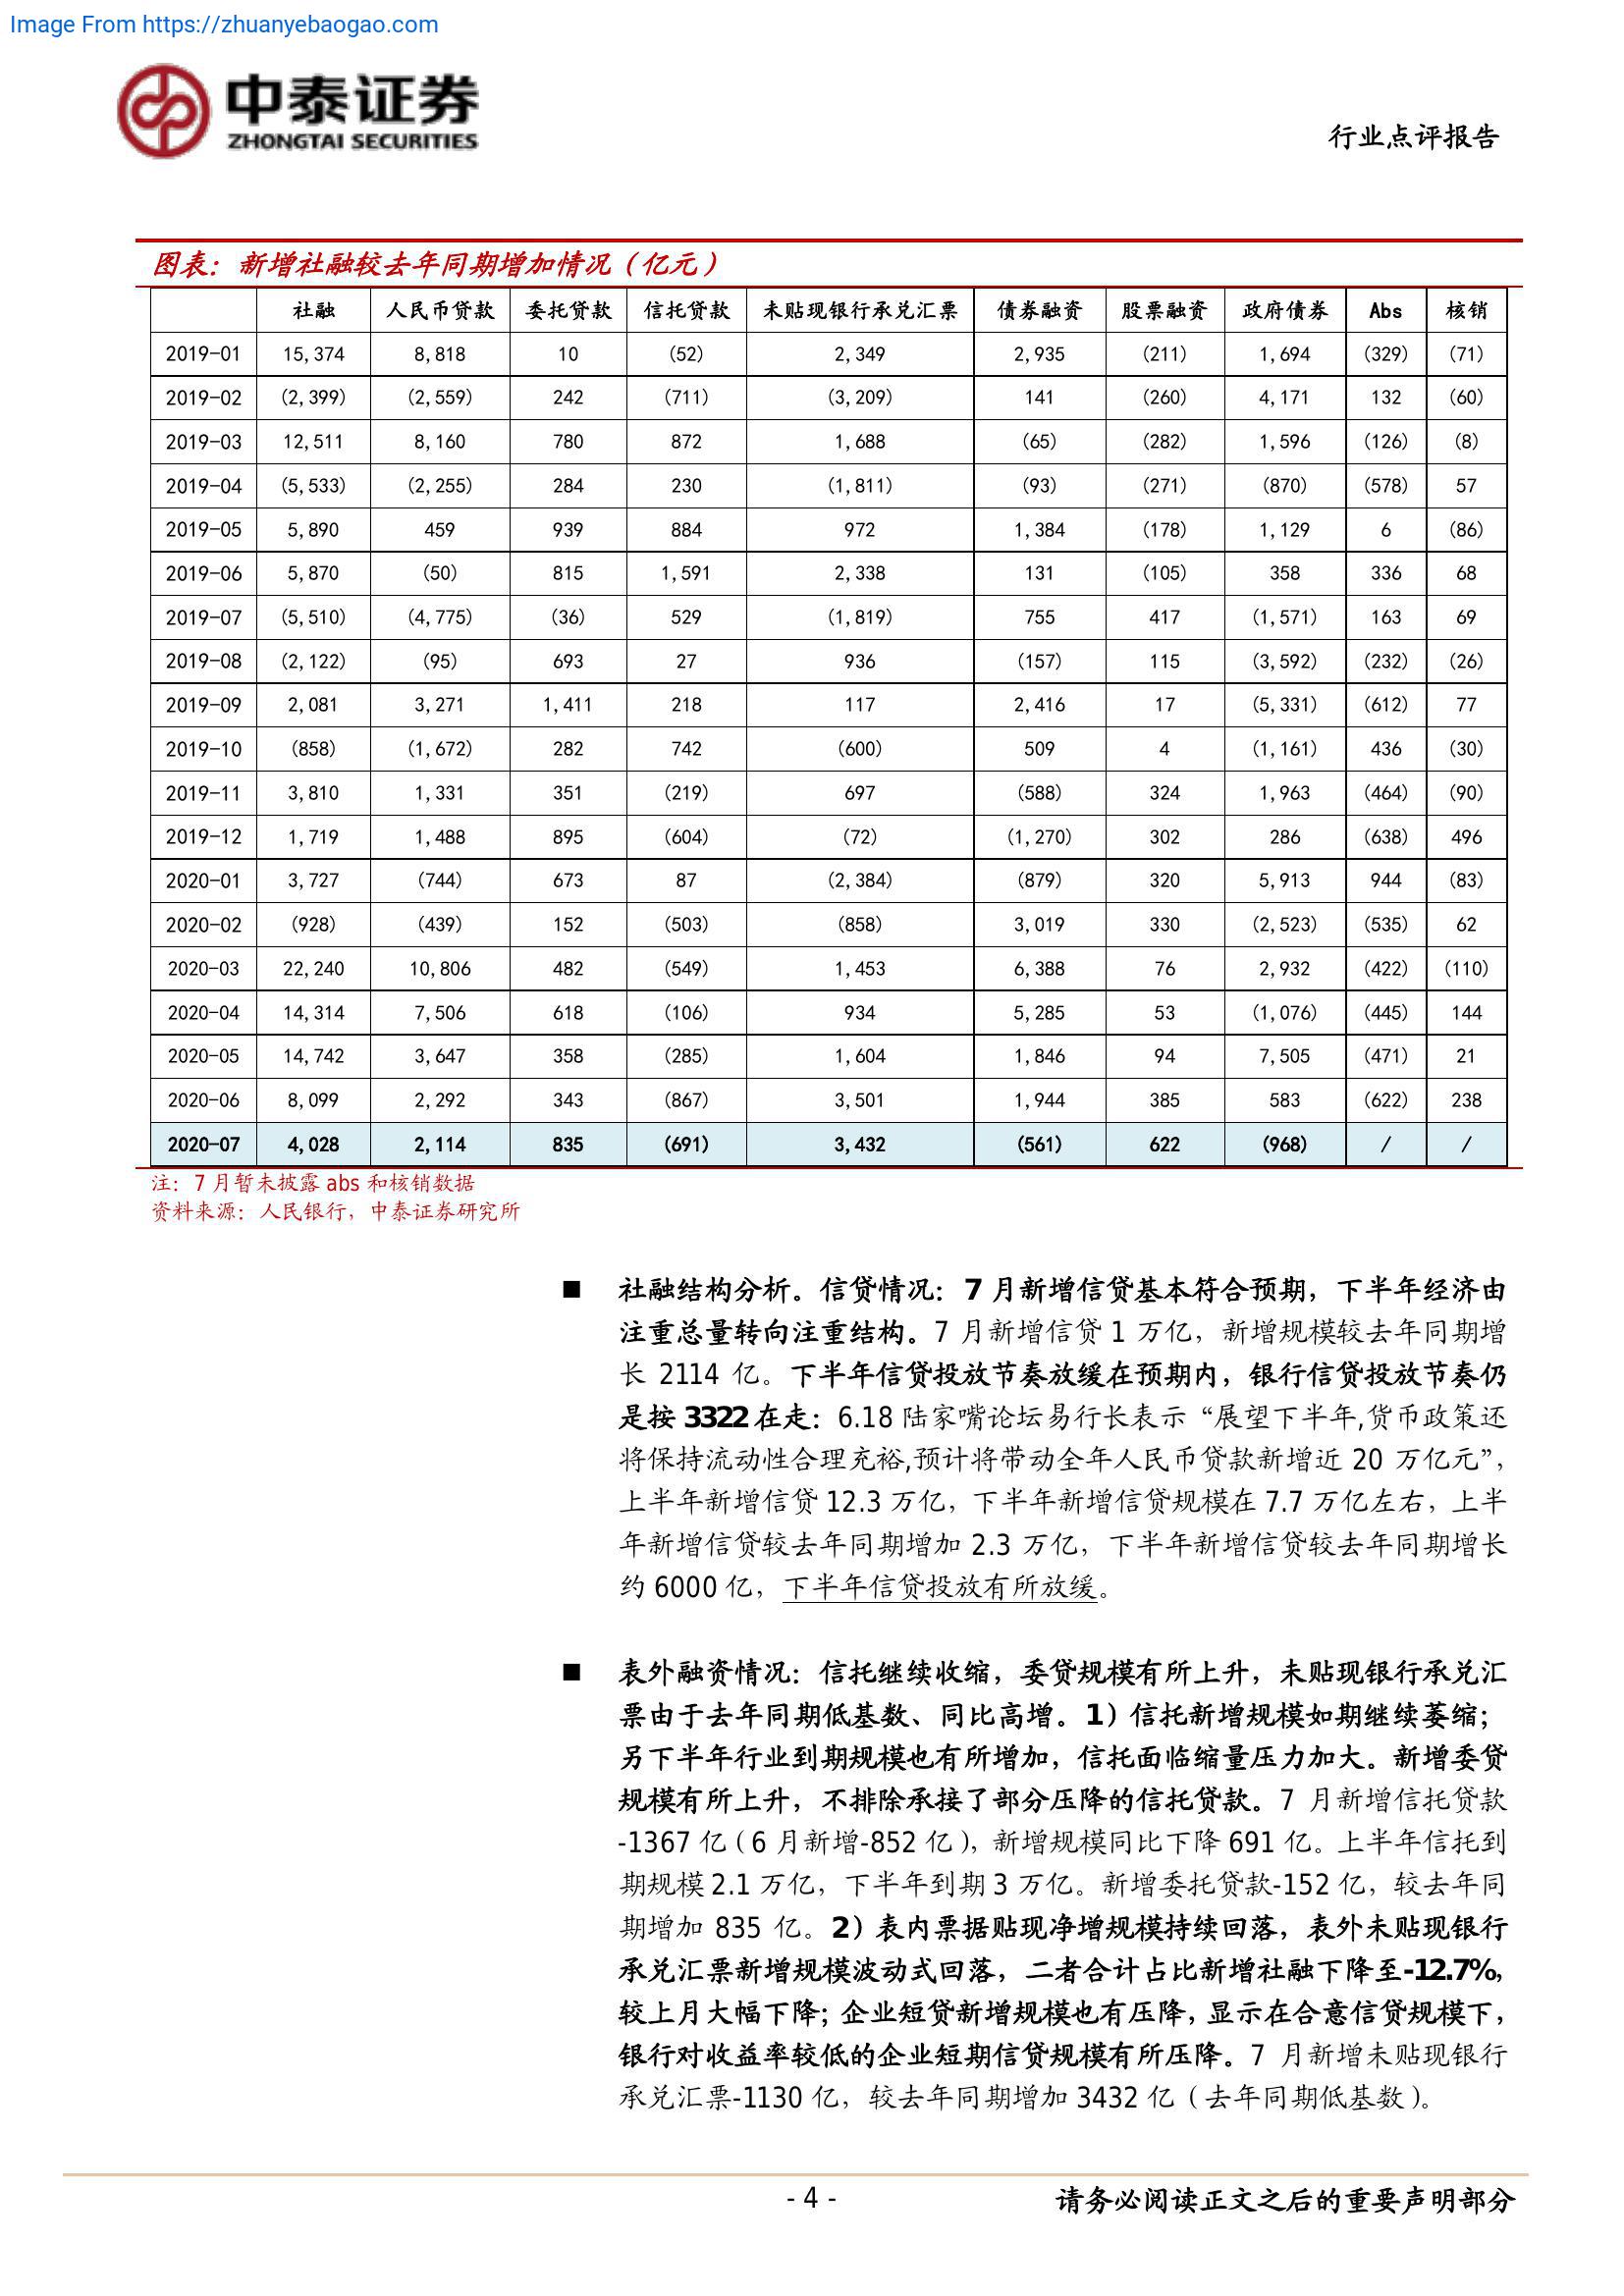 Image From https://zhuanyebaogao.com
中泰证券
ZHONGTAI SECURITIES
行业点评报告
图表：新增社融较去年同期增加情况（亿元）
社融 人民币贷款 委托贷款 信托贷款 未贴现银行承兑汇票 债券融资 股票融资 政府债券 Abs 核销
2019-01 15,374 8,818 10 (52) 2,349 2,935 (211) 1,694 (329) (71)
2019-02 (2,399) (2,559) 242 (711) (3,209) 141 (260) 4,171 132 (60)
2019-03 12,511 8,160 780 872 1,688 (65) (282) 1,596 (126) (8)
2019-04 (5,533) (2,255) 284 230 (1,811) (93) (271) (870) (578) 57
2019-05 5,890 459 939 884 972 1,384 (178) 1,129 6 (86)
2019-06 5,870 (50) 815 1,591 2,338 131 (105) 358 336 68
2019-07 (5,510) (4,775) (36) 529 (1,819) 755 417 (1,571) 163 69
2019-08 (2,122) (95) 693 27 936 (157) 115 (3,592) (232) (26)
2019-09 2,081 3,271 1,411 218 117 2,416 17 (5,331) (612) 77
2019-10 (858) (1,672) 282 742 (600) 509 4 (1,161) 436 (30)
2019-11 3,810 1,331 351 (219) 697 (588) 324 1,963 (464) (90)
2019-12 1,719 1,488 895 (604) (72) (1,270) 302 286 (638) 496
2020-01 3,727 (744) 673 87 (2,384) (879) 320 5,913 944 (83)
2020-02 (928) (439) 152 (503) (858) 3,019 330 (2,523) (535) 62
2020-03 22,240 10,806 482 (549) 1,453 6,388 76 2,932 (422) (110)
2020-04 14,314 7,506 618 (106) 934 5,285 53 (1,076) (445) 144
2020-05 14,742 3,647 358 (285) 1,604 1,846 94 7,505 (471) 21
2020-06 8,099 2,292 343 (867) 3,501 1,944 385 583 (622) 238
2020-07 4,028 2,114 835 (691) 3,432 (561) 622 (968) / /
注：7 月暂未披露 abs 和核销数据
资料来源：人民银行，中泰证券研究所
■ 社融结构分析。信贷情况：7 月新增信贷基本符合预期，下半年经济由
注重总量转向注重结构。7 月新增信贷 1 万亿，新增规模较去年同期增
长 2114 亿。下半年信贷投放节奏放缓在预期内，银行信贷投放节奏仍
是按 3322 在走：6.18 陆家嘴论坛易行长表示“展望下半年,货币政策还
将保持流动性合理充裕,预计将带动全年人民币贷款新增近 20 万亿元”，
上半年新增信贷 12.3 万亿，下半年新增信贷规模在 7.7 万亿左右，上半
年新增信贷较去年同期增加 2.3 万亿，下半年新增信贷较去年同期增长
约 6000 亿，下半年信贷投放有所放缓。
■ 表外融资情况：信托继续收缩，委贷规模有所上升，未贴现银行承兑汇
票由于去年同期低基数、同比高增。1）信托新增规模如期继续萎缩；
另下半年行业到期规模也有所增加，信托面临缩量压力加大。新增委贷
规模有所上升，不排除承接了部分压降的信托贷款。7 月新增信托贷款
-1367 亿（6 月新增-852 亿），新增规模同比下降 691 亿。上半年信托到
期规模 2.1 万亿，下半年到期 3 万亿。新增委托贷款-152 亿，较去年同
期增加 835 亿。2）表内票据贴现净增规模持续回落，表外未贴现银行
承兑汇票新增规模波动式回落，二者合计占比新增社融下降至-12.7%，
较上月大幅下降；企业短贷新增规模也有压降，显示在合意信贷规模下，
银行对收益率较低的企业短期信贷规模有所压降。7 月新增未贴现银行
承兑汇票-1130 亿，较去年同期增加 3432 亿（去年同期低基数）。
- 4 -
请务必阅读正文之后的重要声明部分